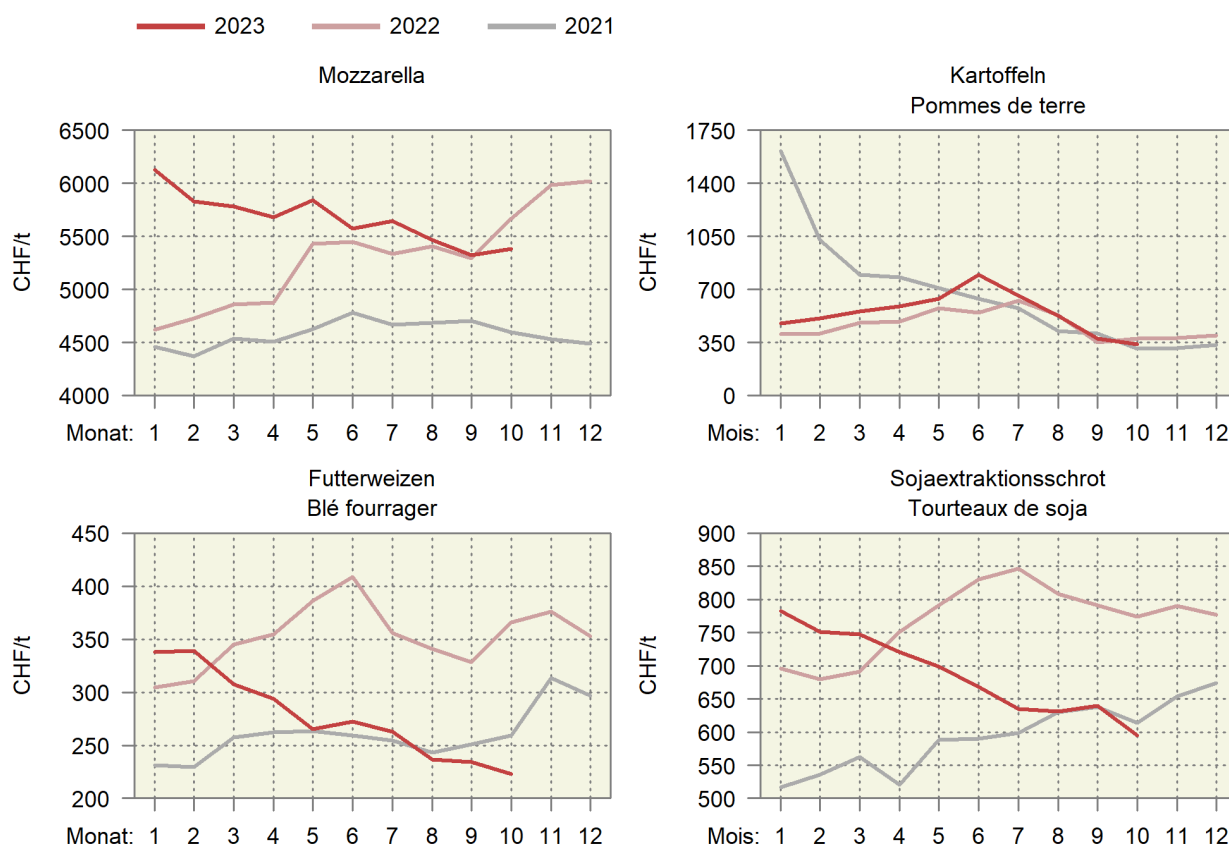 2023 2022 2021
Mozzarella
CHF/t
6500
6000
5500
5000
4500
4000
Monat: 1 2 3 4 5 6 7 8 9 10 11 12
Kartoffeln
Pommes de terre
CHF/t
1750
1400
1050
700
350
0
Mois: 1 2 3 4 5 6 7 8 9 10 11 12
Futterweizen
Blé fourrager
CHF/t
450
400
350
300
250
200
Monat: 1 2 3 4 5 6 7 8 9 10 11 12
Sojaextraktionsschrot
Tourteaux de soja
CHF/t
900
850
800
750
700
650
600
550
500
Mois: 1 2 3 4 5 6 7 8 9 10 11 12